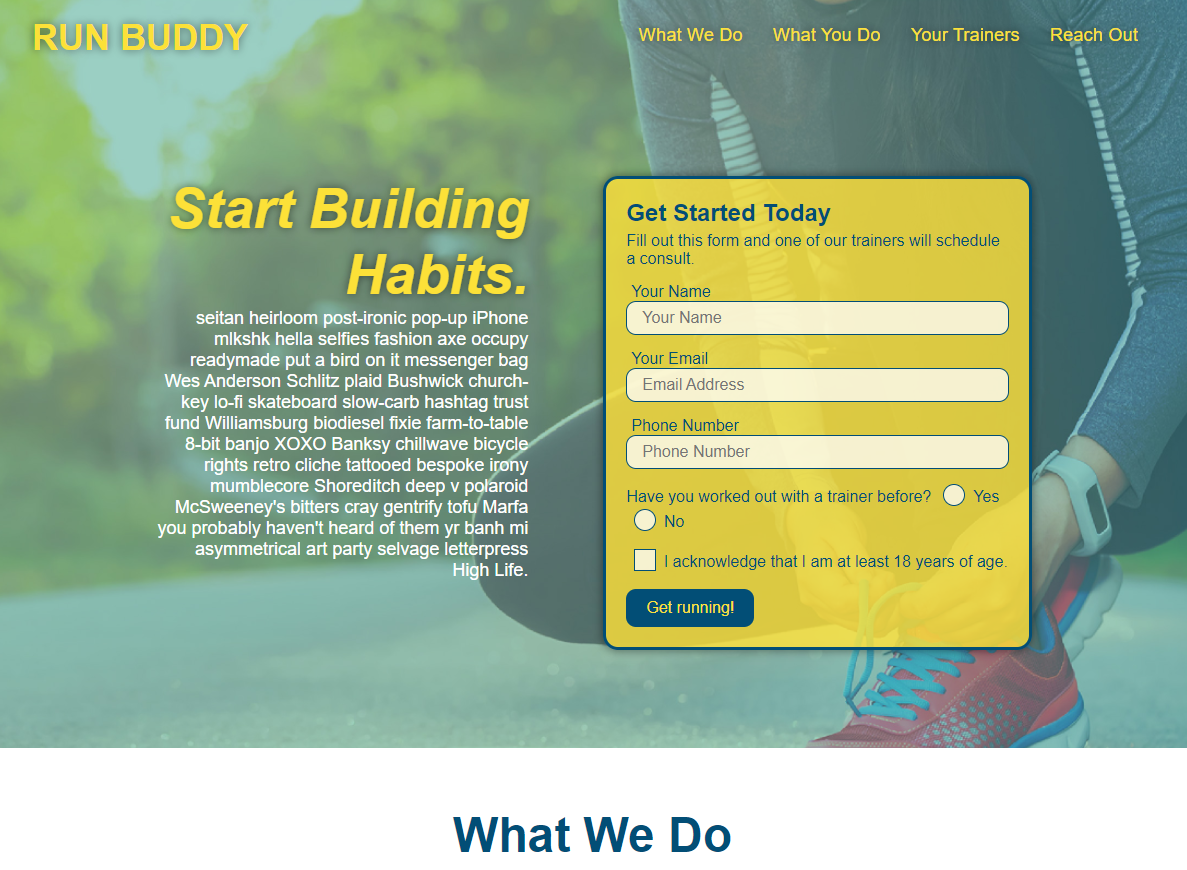 RUN BUDDY
What We Do
What You Do
Your Trainers
Reach Out
Start Building
Habits.
seitan heirloom post-ironic pop-up iPhone
mlkshk hella selfies fashion axe occupy
readymade put a bird on it messenger bag
Wes Anderson Schlitz plaid Bushwick church-
key lo-fi skateboard slow-carb hashtag trust
fund Williamsburg biodiesel fixie farm-to-table
8-bit banjo XOXO Banksy chillwave bicycle
rights retro cliche tattooed bespoke irony
mumblecore Shoreditch deep v polaroid
McSweeney's bitters cray gentrify tofu Marfa
you probably haven't heard of them yr banh mi
asymmetrical art party selvage letterpress
High Life.
Get Started Today
Fill out this form and one of our trainers will schedule
a consult.
Your Name
Your Name
Your Email
Email Address
Phone Number
Phone Number
Have you worked out with a trainer before? Yes
No
I acknowledge that I am at least 18 years of age.
Get running!
What We Do